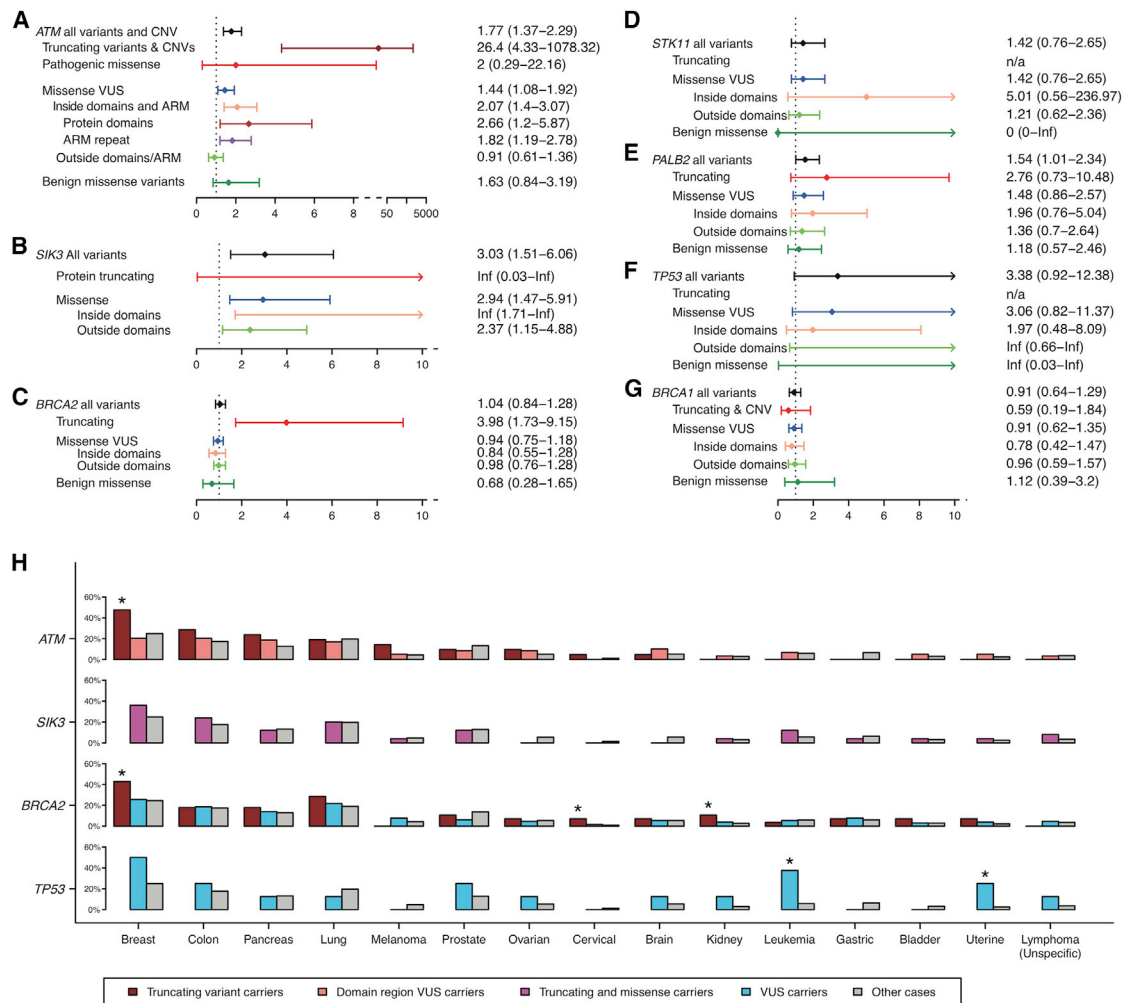 A
ATM all variants and CNV 1.77 (1.37–2.29)
Truncating variants & CNVs 26.4 (4.33–1078.32)
Pathogenic missense 2 (0.29–22.16)
Missense VUS 1.44 (1.08–1.92)
Inside domains and ARM 2.07 (1.4–3.07)
Protein domains 2.66 (1.2–5.87)
ARM repeat 1.82 (1.19–2.78)
Outside domains/ARM 0.91 (0.61–1.36)
Benign missense variants 1.63 (0.84–3.19)
0 2 4 6 8 50 5000
B
SIK3 All variants 3.03 (1.51–6.06)
Protein truncating Inf (0.03–Inf)
Missense 2.94 (1.47–5.91)
Inside domains Inf (1.71–Inf)
Outside domains 2.37 (1.15–4.88)
0 2 4 6 8 10
C
BRCA2 all variants 1.04 (0.84–1.28)
Truncating 3.98 (1.73–9.15)
Missense VUS 0.94 (0.75–1.18)
Inside domains 0.84 (0.55–1.28)
Outside domains 0.98 (0.76–1.28)
Benign missense 0.68 (0.28–1.65)
0 2 4 6 8 10
D
STK11 all variants 1.42 (0.76–2.65)
Truncating n/a
Missense VUS 1.42 (0.76–2.65)
Inside domains 5.01 (0.56–236.97)
Outside domains 1.21 (0.62–2.36)
Benign missense 0 (0–Inf)
E
PALB2 all variants 1.54 (1.01–2.34)
Truncating 2.76 (0.73–10.48)
Missense VUS 1.48 (0.86–2.57)
Inside domains 1.96 (0.76–5.04)
Outside domains 1.36 (0.7–2.64)
Benign missense 1.18 (0.57–2.46)
F
TP53 all variants 3.38 (0.92–12.38)
Truncating n/a
Missense VUS 3.06 (0.82–11.37)
Inside domains 1.97 (0.48–8.09)
Outside domains Inf (0.66–Inf)
Benign missense Inf (0.03–Inf)
G
BRCA1 all variants 0.91 (0.64–1.29)
Truncating & CNV 0.59 (0.19–1.84)
Missense VUS 0.91 (0.62–1.35)
Inside domains 0.78 (0.42–1.47)
Outside domains 0.96 (0.59–1.57)
Benign missense 1.12 (0.39–3.2)
0 2 4 6 8 10
H
60%
*
40%
ATM
20%
0%
60%
40%
SIK3
20%
0%
60%
*
40%
BRCA2
20%
* *
0%
60%
40%
TP53
20%
* *
0%
Breast Colon Pancreas Lung Melanoma Prostate Ovarian Cervical Brain Kidney Leukemia Gastric Bladder Uterine Lymphoma
(Unspecific)
Truncating variant carriers Domain region VUS carriers Truncating and missense carriers VUS carriers Other cases